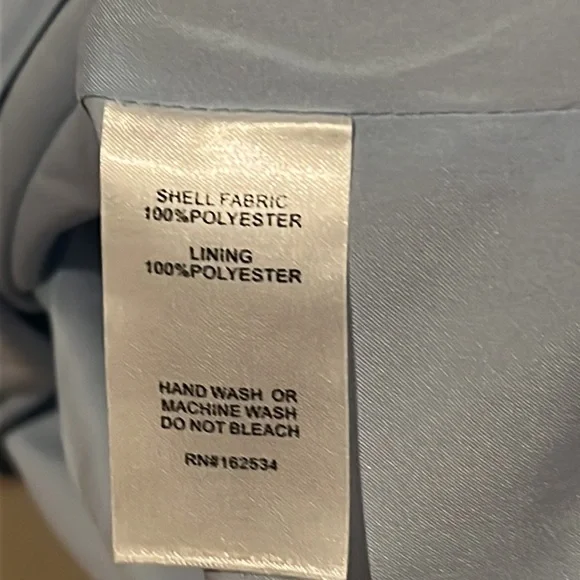 SHELL FABRIC
100%POLYESTER
LINING
100%POLYESTER
HAND WASH OR
MACHINE WASH
DO NOT BLEACH
RN#162534